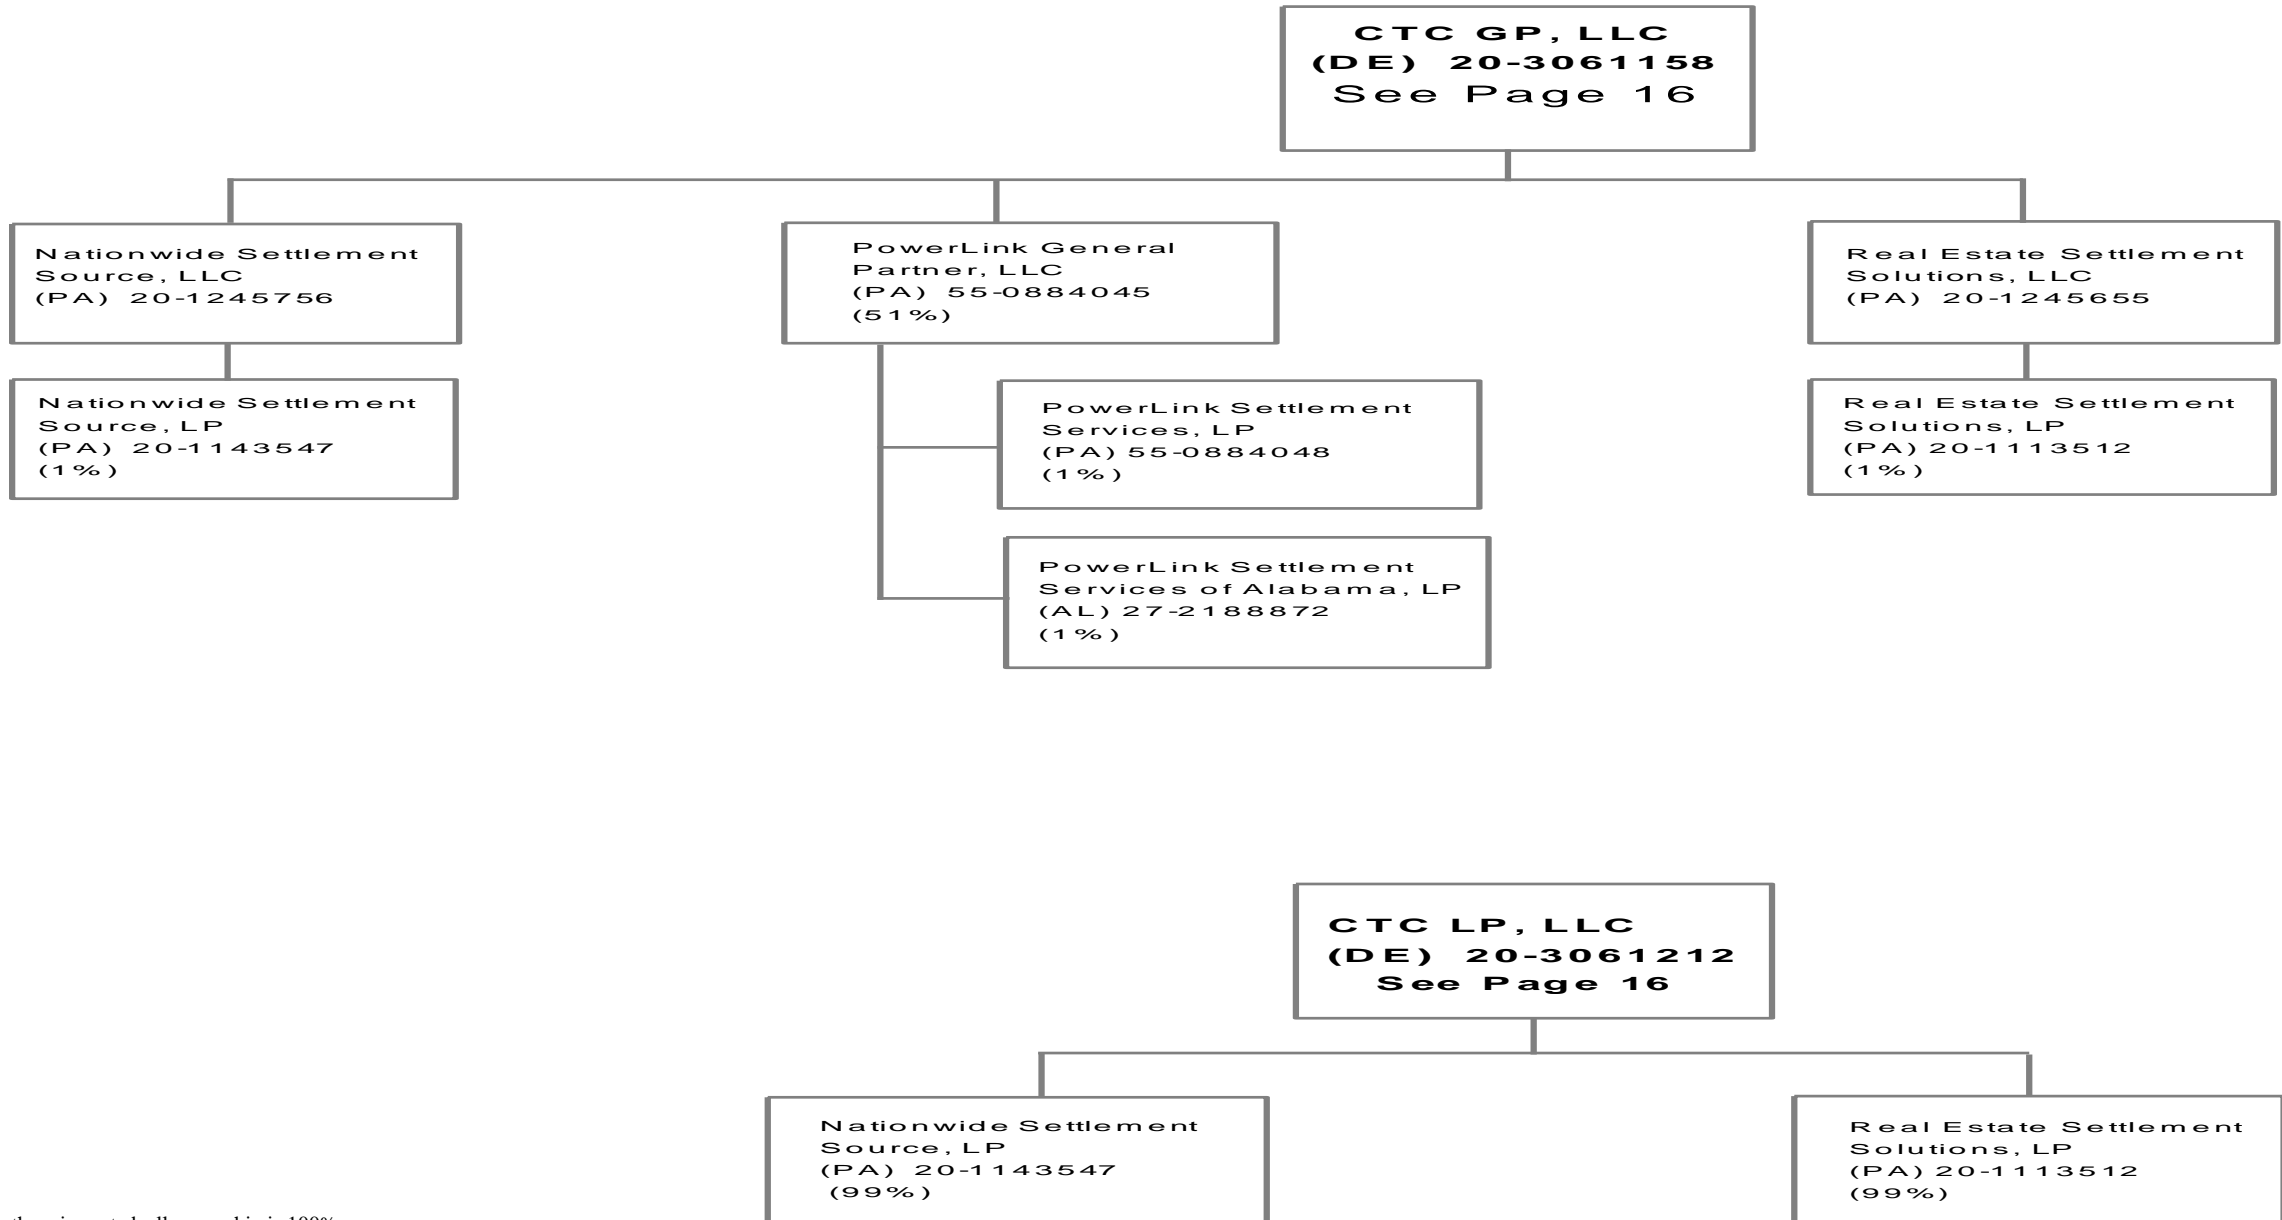 CTC GP, LLC
(DE) 20-3061158
See Page 16
Nationwide Settlement
Source, LLC
(PA) 20-1245756
PowerLink General
Partner, LLC
(PA) 55-0884045
(51%)
Real Estate Settlement
Solutions, LLC
(PA) 20-1245655
Nationwide Settlement
Source, LP
(PA) 20-1143547
(1%)
PowerLink Settlement
Services, LP
(PA) 55-0884048
(1%)
Real Estate Settlement
Solutions, LP
(PA) 20-1113512
(1%)
PowerLink Settlement
Services of Alabama, LP
(AL) 27-2188872
(1%)
CTC LP, LLC
(DE) 20-3061212
See Page 16
Nationwide Settlement
Source, LP
(PA) 20-1143547
(99%)
Real Estate Settlement
Solutions, LP
(PA) 20-1113512
(99%)